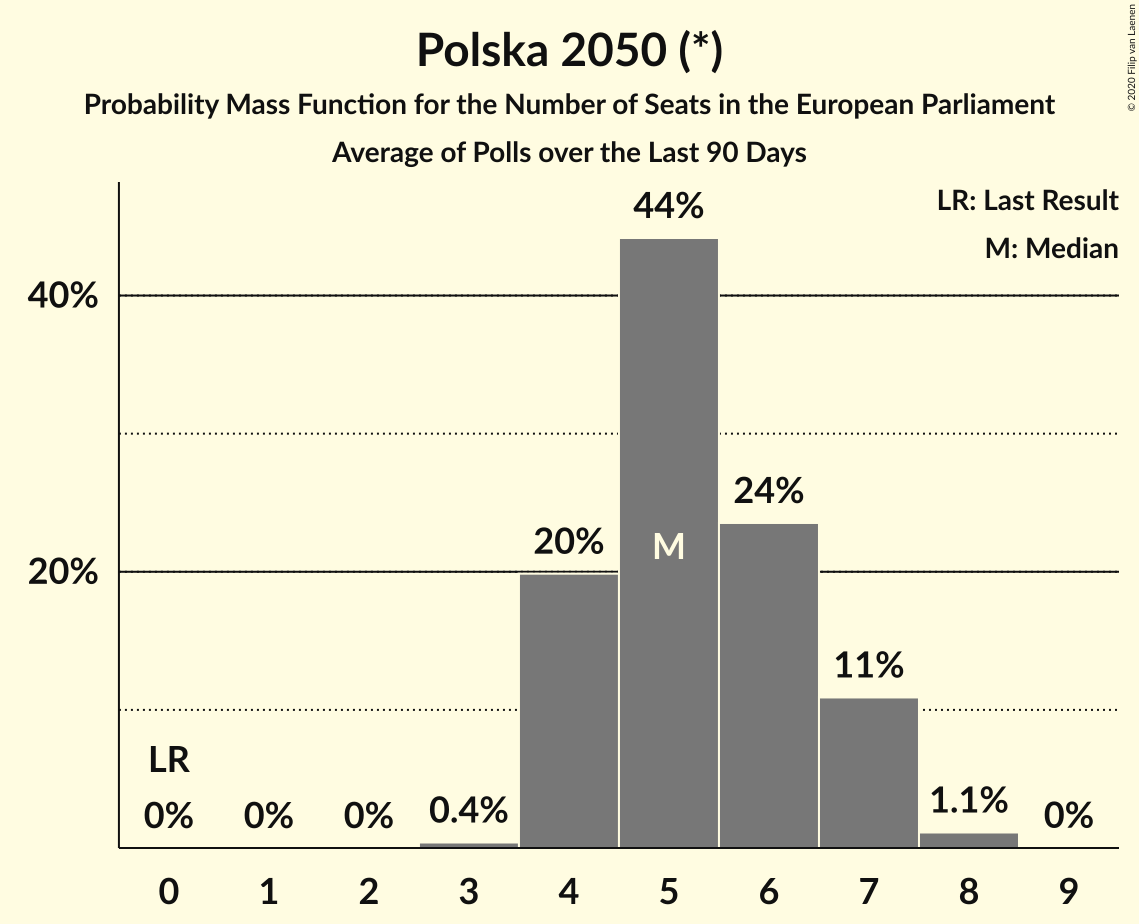 Polska 2050 (*)
Probability Mass Function for the Number of Seats in the European Parliament
Average of Polls over the Last 90 Days
© 2020 Filip van Laenen
LR: Last Result
M: Median
44%
40%
24%
20%
M
20%
11%
LR
0%
0%
0%
0.4%
1.1%
0%
0 1 2 3 4 5 6 7 8 9